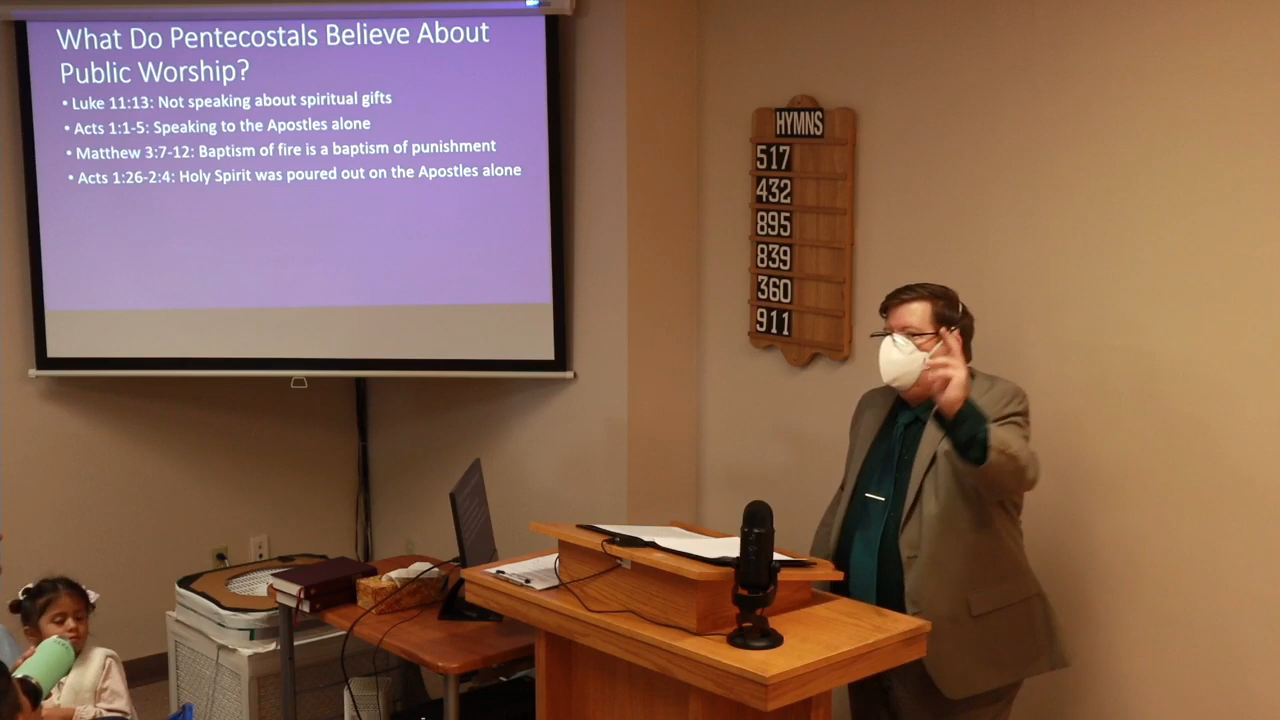 What Do Pentecostals Believe About
Public Worship?
• Luke 11:13: Not speaking about spiritual gifts
• Acts 1:1-5: Speaking to the Apostles alone
• Matthew 3:7-12: Baptism of fire is a baptism of punishment
• Acts 1:26-2:4: Holy Spirit was poured out on the Apostles alone
HYMNS
517
432
895
839
360
911